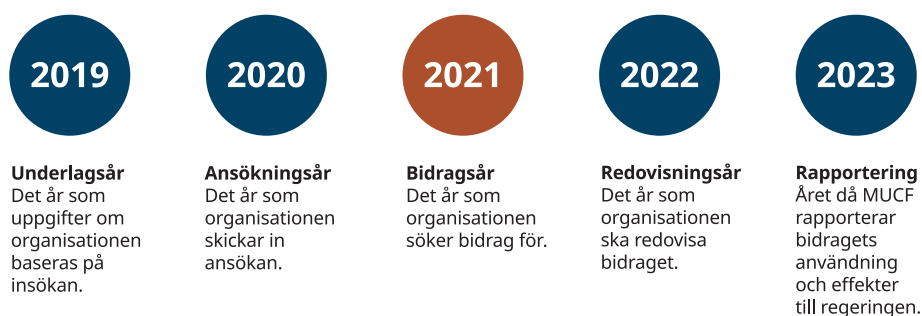 2019
Underlagsår
Det år som
uppgifter om
organisationen
baseras på
insökan.
2020
Ansökningsår
Det år som
organisationen
skickar in
ansökan.
2021
Bidragsår
Det år som
organisationen
söker bidrag för.
2022
Redovisningsår
Det år som
organisationen
ska redovisa
bidraget.
2023
Rapportering
Året då MUCF
rapporterar
bidragets
användning
och effekter
till regeringen.